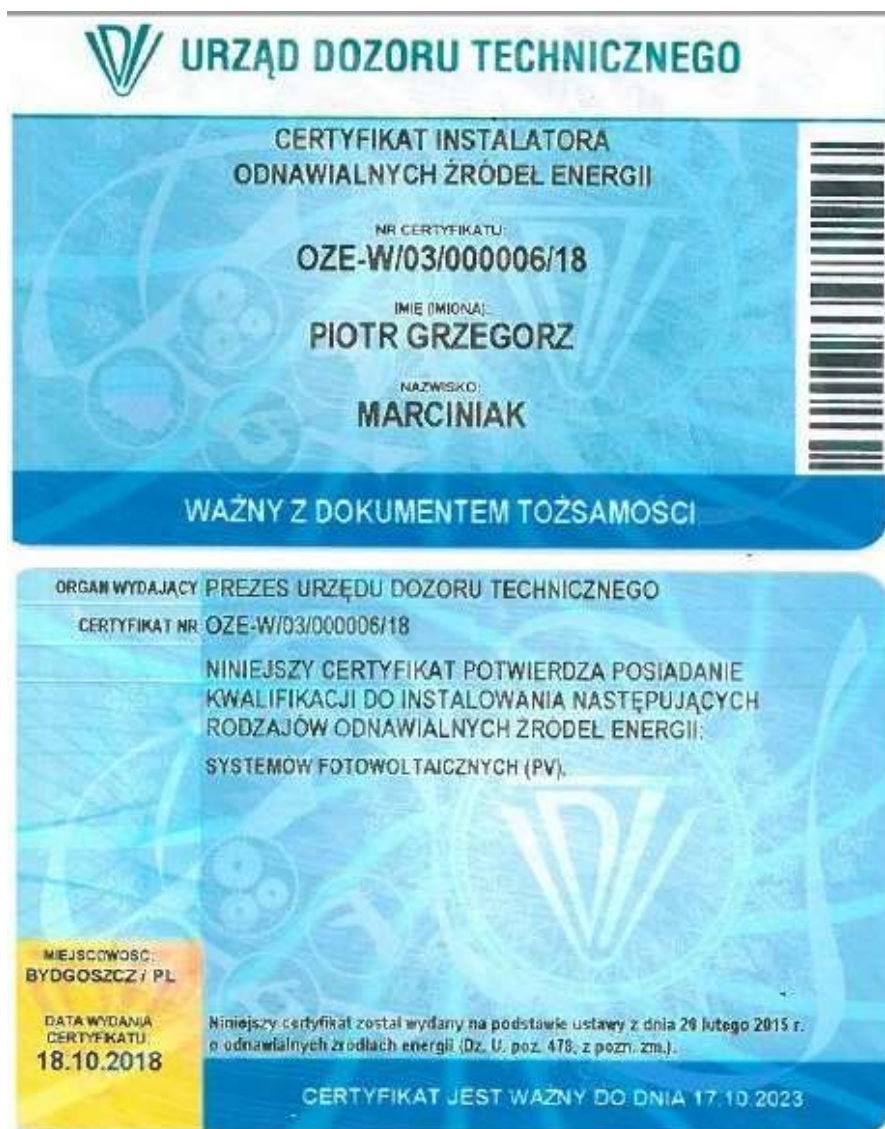 URZĄD DOZORU TECHNICZNEGO
CERTYFIKAT INSTALATORA
ODNAWIALNYCH ŹRÓDEŁ ENERGII
NR CERTYFIKATU:
OZE-W/03/000006/18
IMIĘ (IMIONA):
PIOTR GRZEGORZ
NAZWISKO:
MARCINIAK
WAŻNY Z DOKUMENTEM TOŻSAMOŚCI
ORGAN WYDAJĄCY PREZES URZĘDU DOZORU TECHNICZNEGO
CERTYFIKAT NR OZE-W/03/000006/18
NINIEJSZY CERTYFIKAT POTWIERDZA POSIADANIE
KWALIFIKACJI DO INSTALOWANIA NASTĘPUJĄCYCH
RODZAJÓW ODNAWIALNYCH ŹRÓDEŁ ENERGII:
SYSTEMÓW FOTOWOLTAICZNYCH (PV).
MIEJSCOWOŚĆ:
BYDGOSZCZ / PL
DATA WYDANIA
CERTYFIKATU:
18.10.2018
Niniejszy certyfikat został wydany na podstawie ustawy z dnia 20 lutego 2015 r.
o odnawialnych źródłach energii (Dz. U. poz. 478, z pozn. zm.).
CERTYFIKAT JEST WAŻNY DO DNIA 17.10.2023